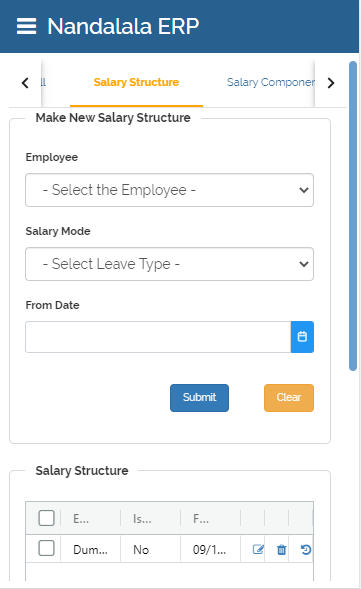 Nandalala ERP
ll Salary Structure Salary Componer
Make New Salary Structure
Employee
- Select the Employee -
Salary Mode
- Select Leave Type -
From Date
Submit Clear
Salary Structure
E... Is... F...
Dum... No 09/1...